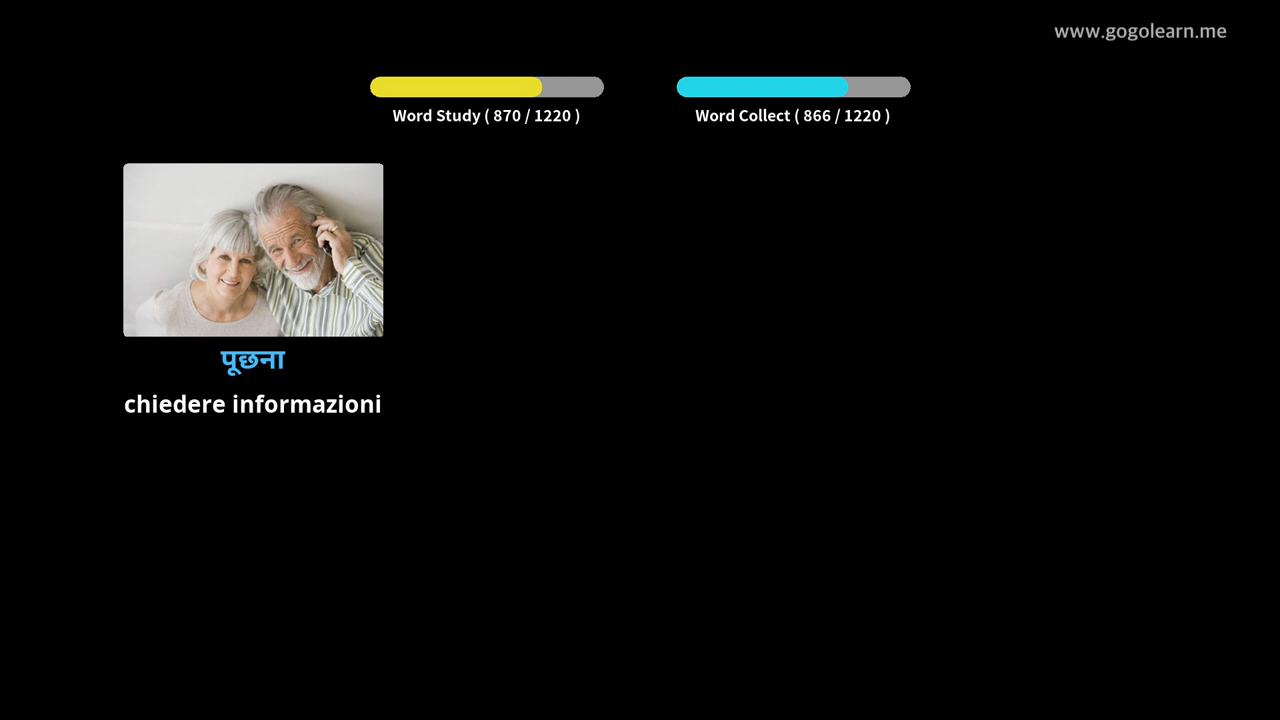 www.gogolearn.me
Word Study ( 870 / 1220 )
Word Collect ( 866 / 1220 )
पूछना
chiedere informazioni